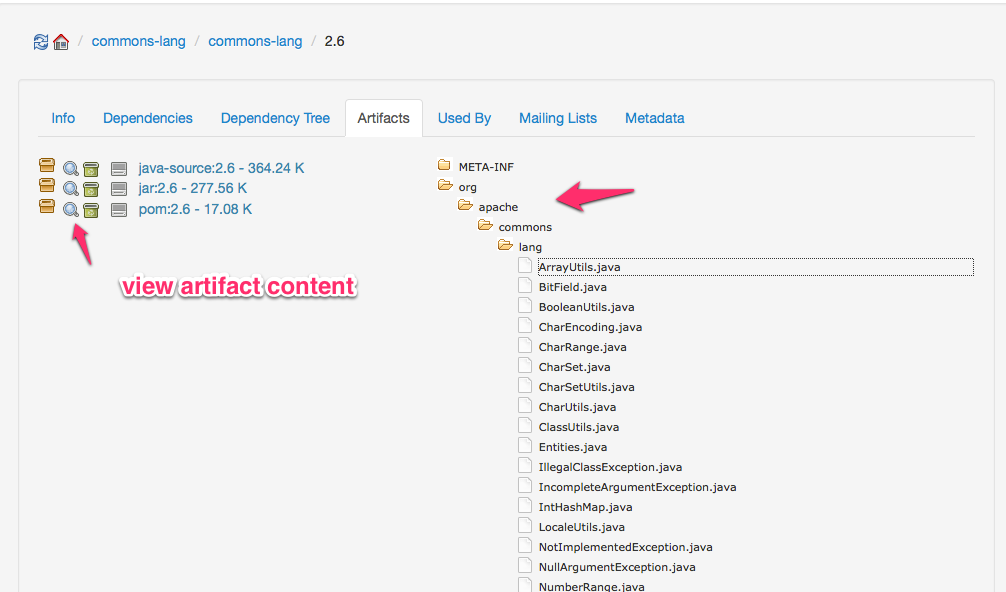 / commons-lang / commons-lang / 2.6
Info Dependencies Dependency Tree Artifacts Used By Mailing Lists Metadata
java-source:2.6 - 364.24 K
jar:2.6 - 277.56 K
pom:2.6 - 17.08 K
view artifact content
META-INF
org
apache
commons
lang
ArrayUtils.java
BitField.java
BooleanUtils.java
CharEncoding.java
CharRange.java
CharSet.java
CharSetUtils.java
CharUtils.java
ClassUtils.java
Entities.java
IllegalClassException.java
IncompleteArgumentException.java
IntHashMap.java
LocaleUtils.java
NotImplementedException.java
NullArgumentException.java
NumberRange.java